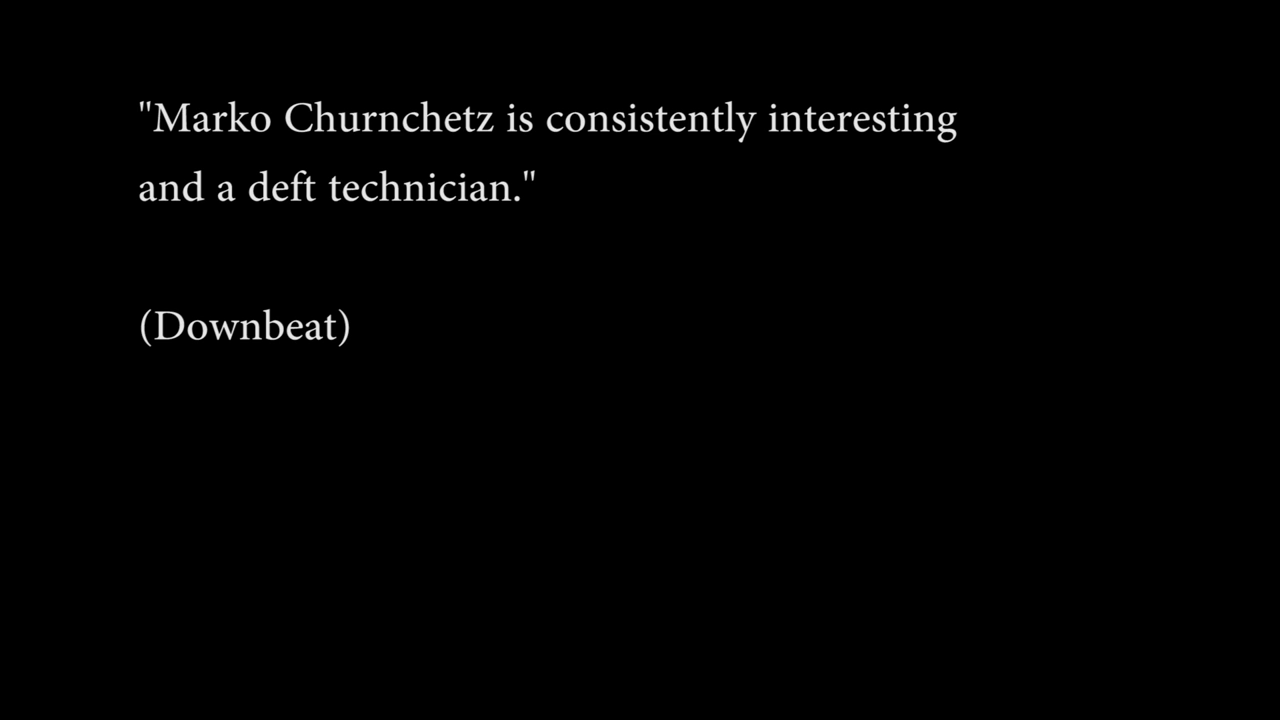 "Marko Churnchetz is consistently interesting
and a deft technician."
(Downbeat)